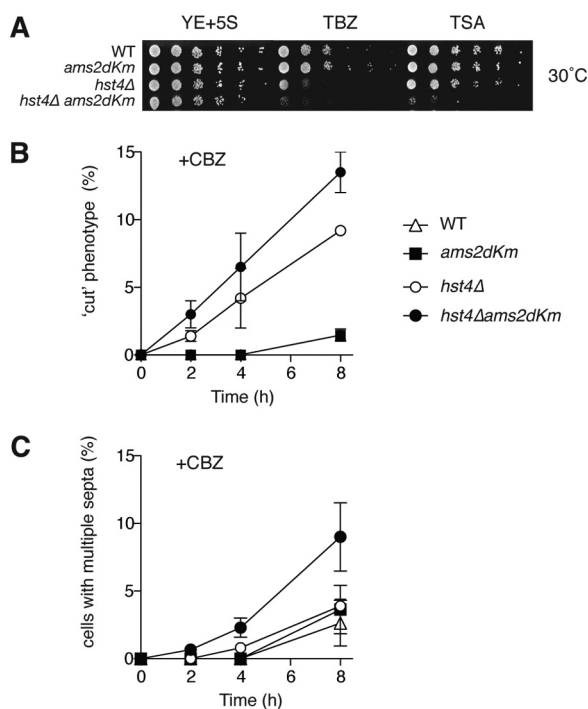 A
YE+5S TBZ TSA
WT
ams2dKm
hst4Δ
hst4Δ ams2dKm
30˚C
B
+CBZ
'cut' phenotype (%)
15
10
5
0
0 2 4 6 8
Time (h)
WT
ams2dKm
hst4Δ
hst4Δams2dKm
C
+CBZ
cells with multiple septa (%)
15
10
5
0
0 2 4 6 8
Time (h)